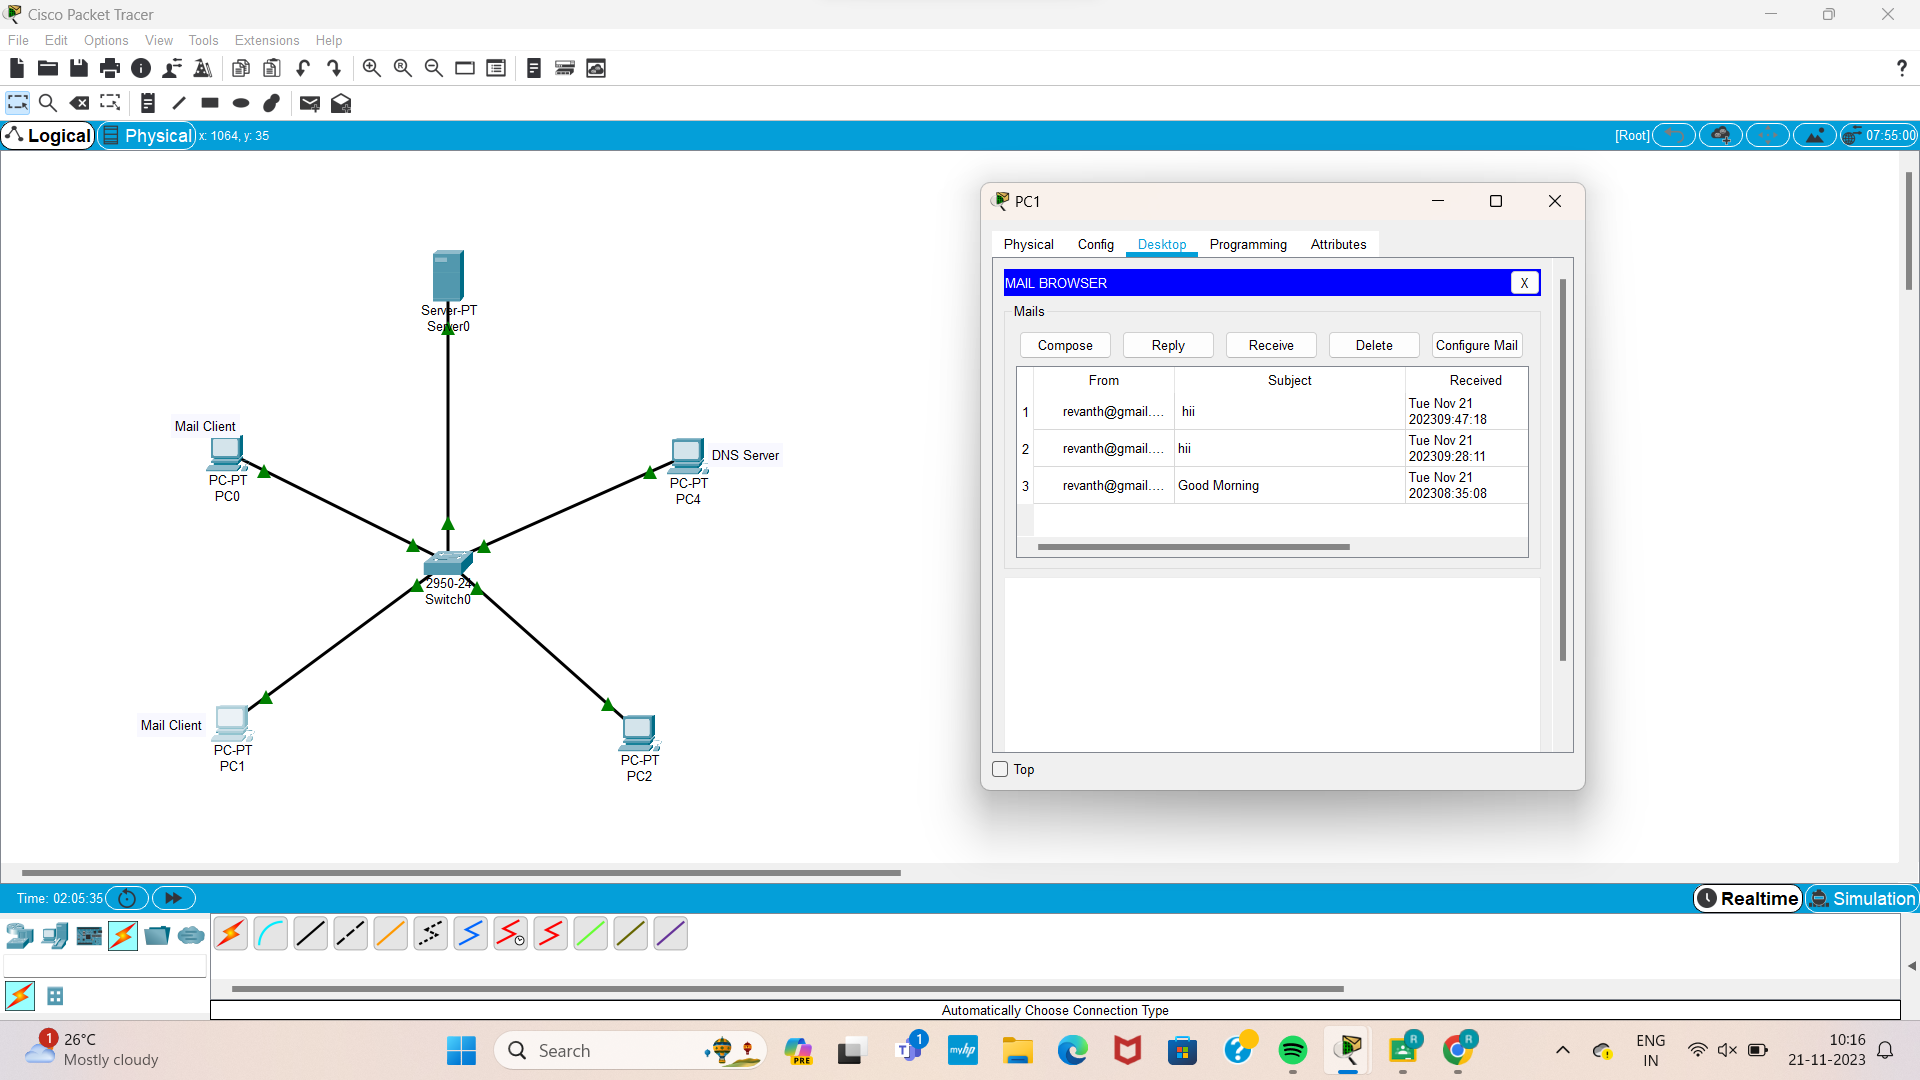 Cisco Packet Tracer
File Edit Options View Tools Extensions Help
?
Logical Physical x: 1064, y: 35 [Root] 07:55:00
Server-PT
Server0
Mail Client
PC-PT
PC0
DNS Server
PC-PT
PC4
2950-24
Switch0
Mail Client
PC-PT
PC1
PC-PT
PC2
PC1
Physical Config Desktop Programming Attributes
MAIL BROWSER X
Mails
Compose Reply Receive Delete Configure Mail
From Subject Received
1 revanth@gmail.... hii Tue Nov 21
202309:47:18
2 revanth@gmail.... hii Tue Nov 21
202309:28:11
3 revanth@gmail.... Good Morning Tue Nov 21
202308:35:08
Top
Time: 02:05:35 Realtime Simulation
Automatically Choose Connection Type
1 26°C
Mostly cloudy
Search
PRE
T 1
myhp
?
R
R
ENG
IN
10:16
21-11-2023